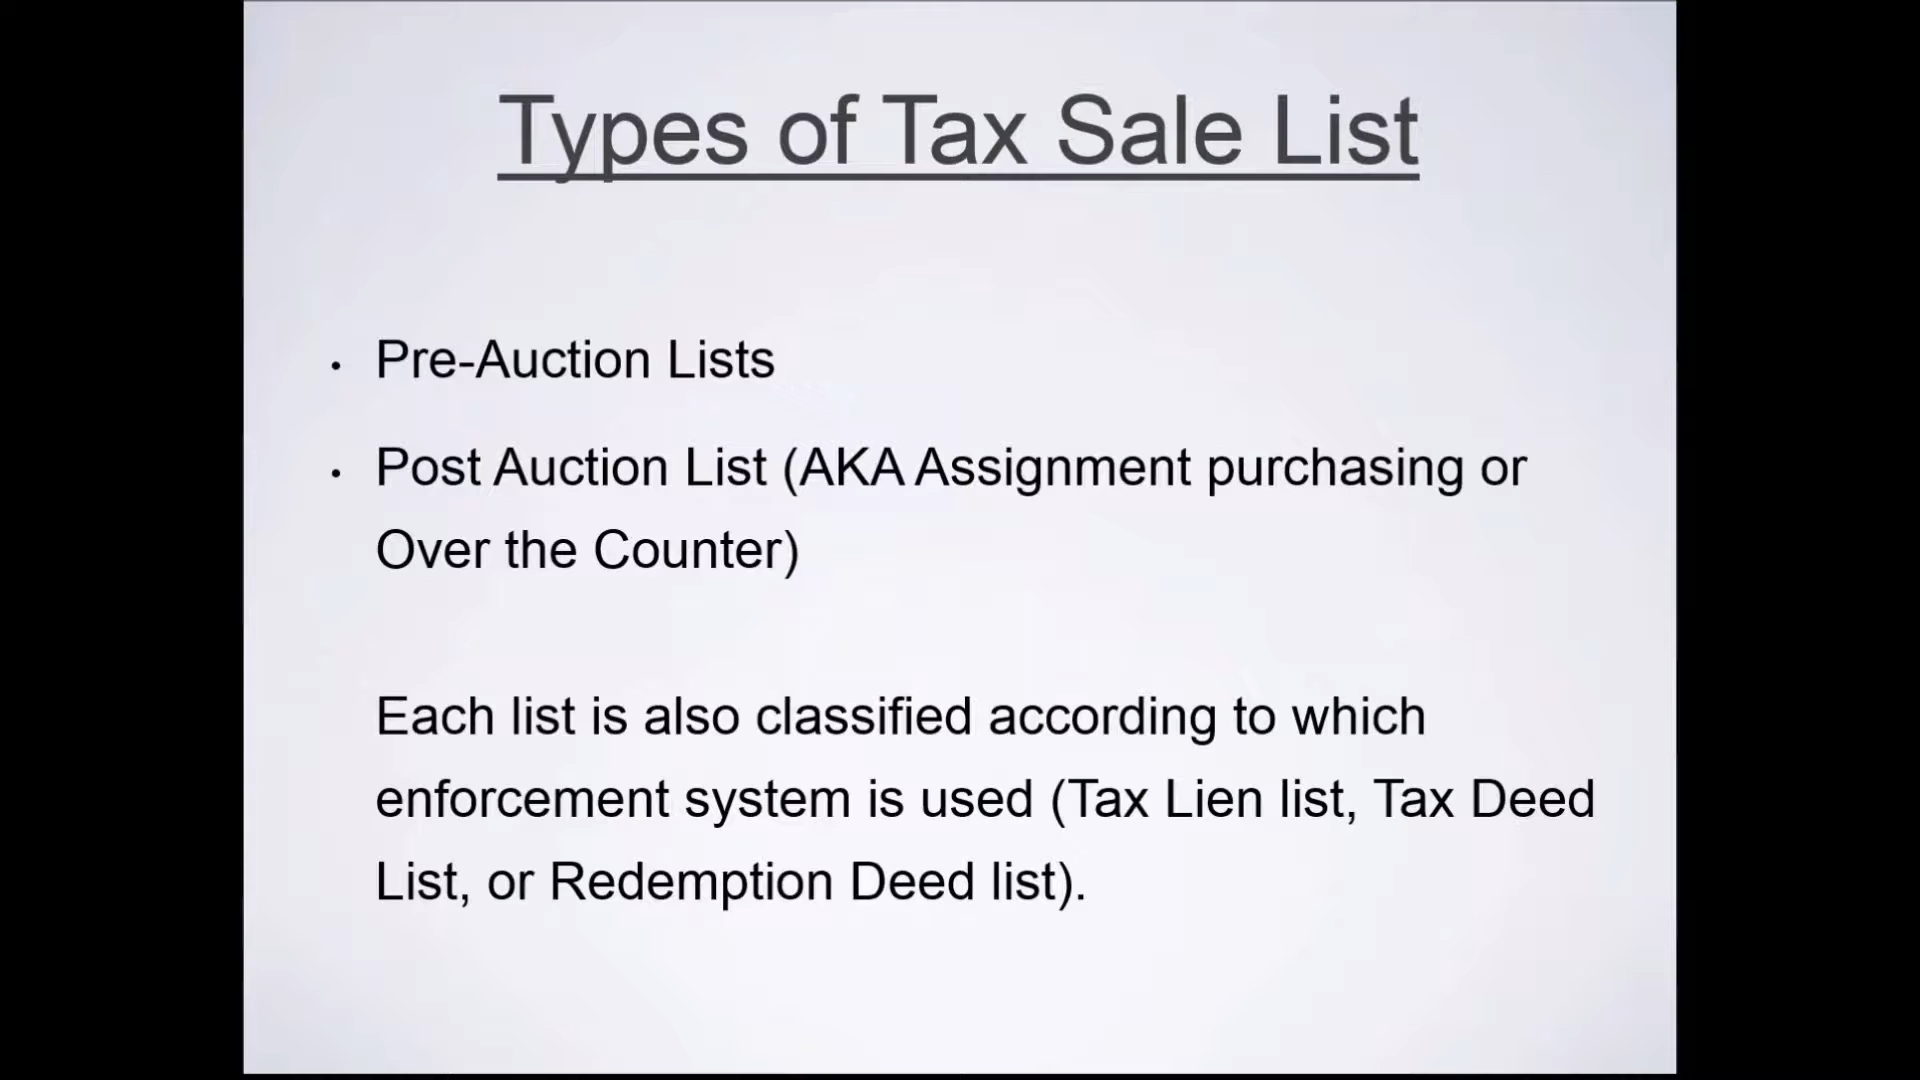 Types of Tax Sale List
• Pre-Auction Lists
• Post Auction List (AKA Assignment purchasing or
Over the Counter)
Each list is also classified according to which
enforcement system is used (Tax Lien list, Tax Deed
List, or Redemption Deed list).